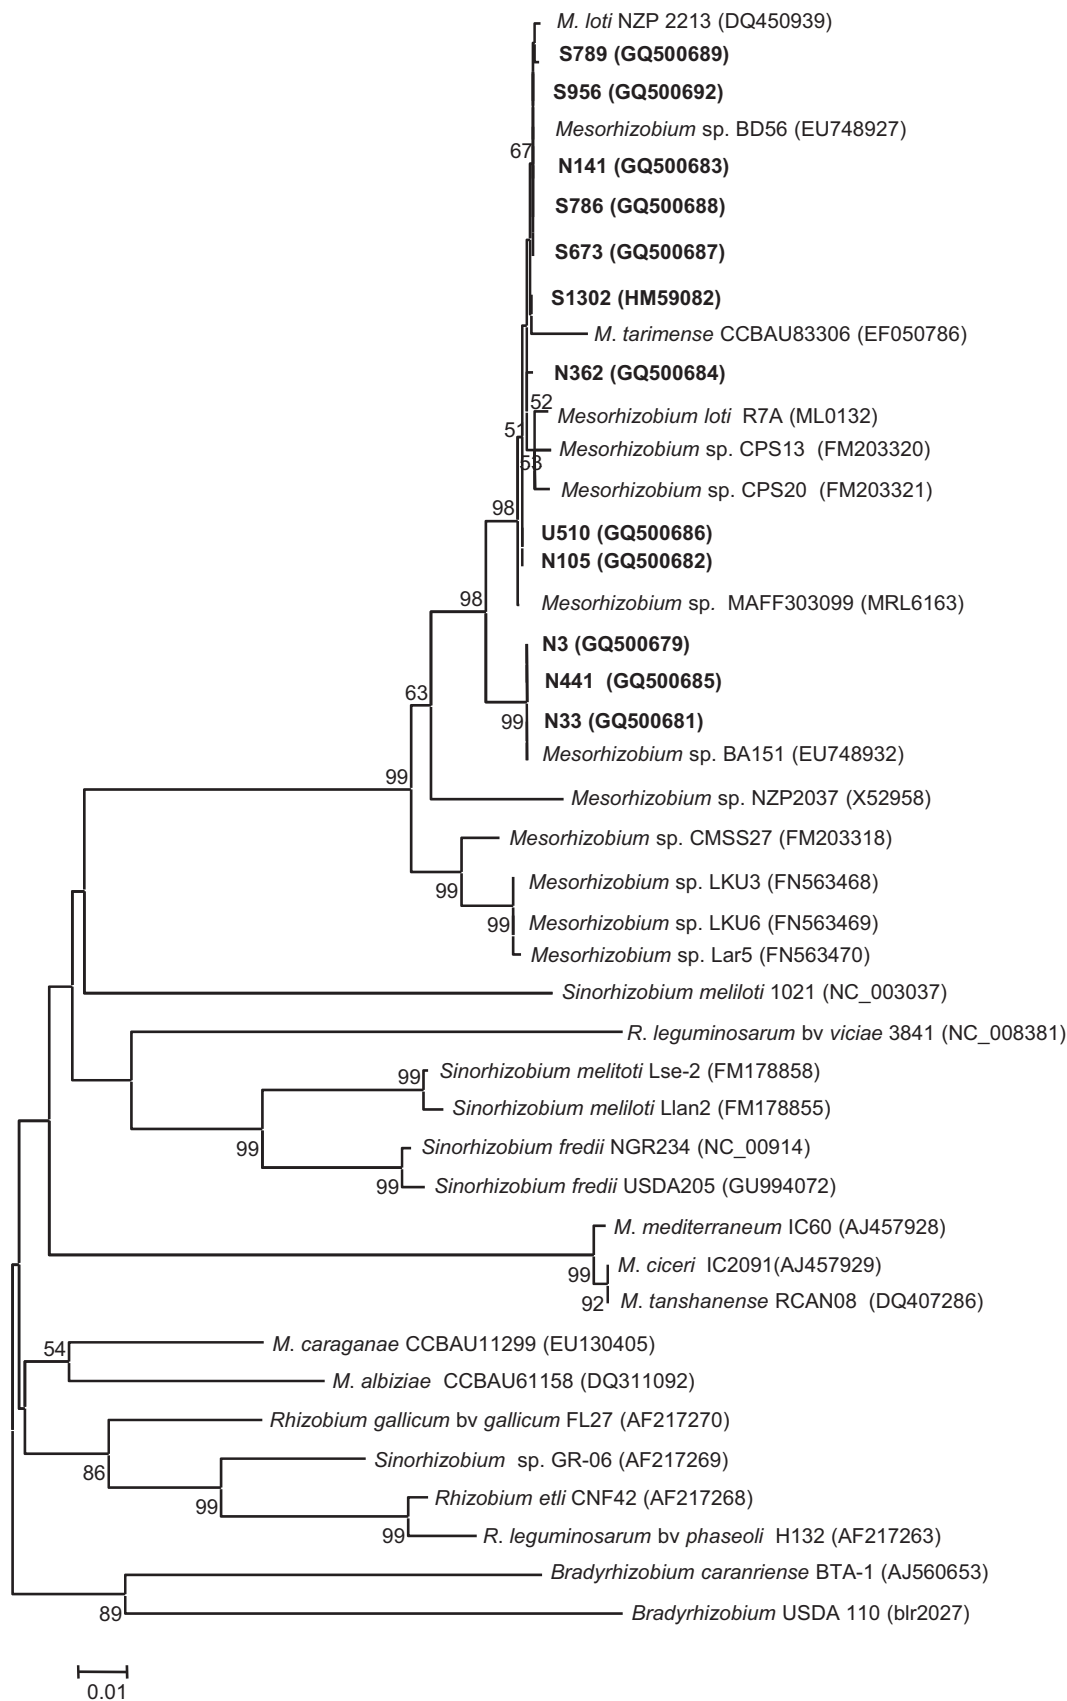 M. loti NZP 2213 (DQ450939)
S789 (GQ500689)
S956 (GQ500692)
Mesorhizobium sp. BD56 (EU748927)
67
N141 (GQ500683)
S786 (GQ500688)
S673 (GQ500687)
S1302 (HM59082)
M. tarimense CCBAU83306 (EF050786)
N362 (GQ500684)
52
Mesorhizobium loti R7A (ML0132)
51
Mesorhizobium sp. CPS13 (FM203320)
53
Mesorhizobium sp. CPS20 (FM203321)
98
U510 (GQ500686)
N105 (GQ500682)
98
Mesorhizobium sp. MAFF303099 (MRL6163)
N3 (GQ500679)
N441 (GQ500685)
63
99
N33 (GQ500681)
Mesorhizobium sp. BA151 (EU748932)
99
Mesorhizobium sp. NZP2037 (X52958)
Mesorhizobium sp. CMSS27 (FM203318)
99
Mesorhizobium sp. LKU3 (FN563468)
99
Mesorhizobium sp. LKU6 (FN563469)
Mesorhizobium sp. Lar5 (FN563470)
Sinorhizobium meliloti 1021 (NC_003037)
R. leguminosarum bv viciae 3841 (NC_008381)
99
Sinorhizobium melitoti Lse-2 (FM178858)
Sinorhizobium meliloti Llan2 (FM178855)
99
Sinorhizobium fredii NGR234 (NC_00914)
99
Sinorhizobium fredii USDA205 (GU994072)
M. mediterraneum IC60 (AJ457928)
99
M. ciceri IC2091(AJ457929)
92
M. tanshanense RCAN08 (DQ407286)
54
M. caraganae CCBAU11299 (EU130405)
M. albiziae CCBAU61158 (DQ311092)
Rhizobium gallicum bv gallicum FL27 (AF217270)
86
Sinorhizobium sp. GR-06 (AF217269)
99
Rhizobium etli CNF42 (AF217268)
99
R. leguminosarum bv phaseoli H132 (AF217263)
Bradyrhizobium caranriense BTA-1 (AJ560653)
89
Bradyrhizobium USDA 110 (blr2027)
0.01